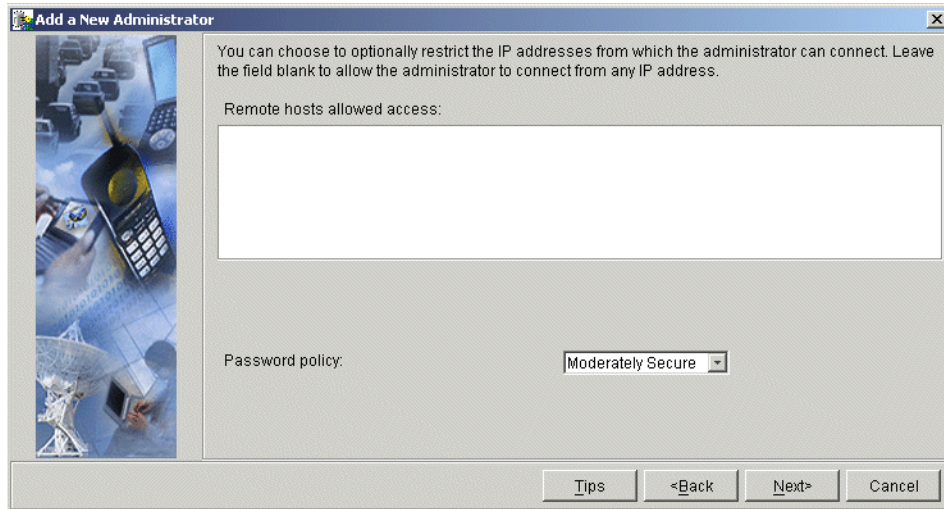 Add a New Administrator
You can choose to optionally restrict the IP addresses from which the administrator can connect. Leave
the field blank to allow the administrator to connect from any IP address.
Remote hosts allowed access:
Password policy:
Moderately Secure
Tips
<Back
Next>
Cancel